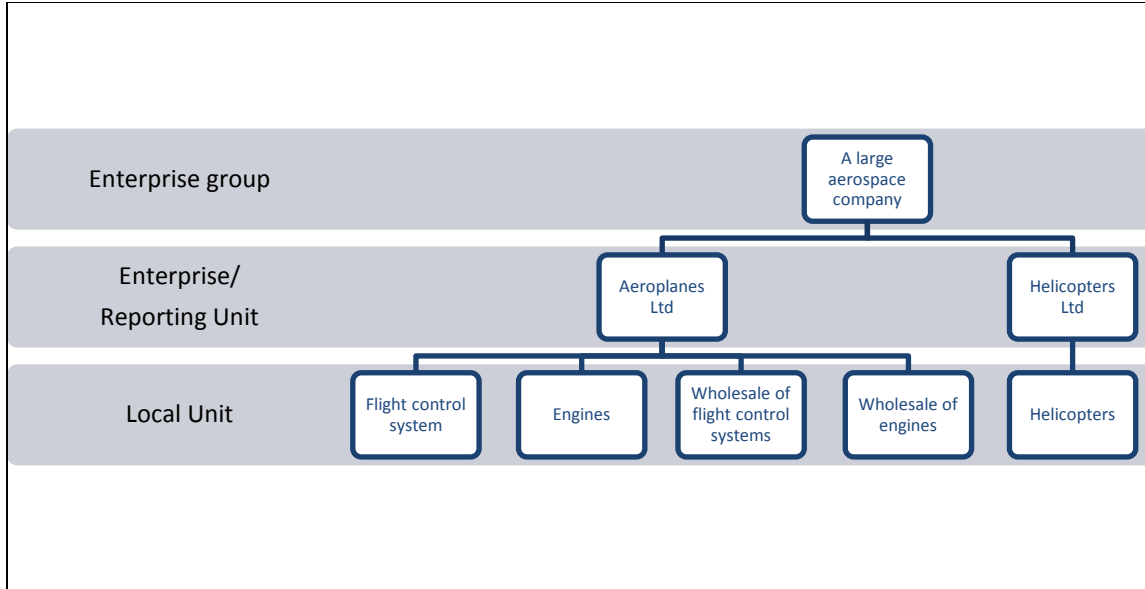 Enterprise group
A large
aerospace
company
Enterprise/
Reporting Unit
Aeroplanes
Ltd
Helicopters
Ltd
Local Unit
Flight control
system
Engines
Wholesale of
flight control
systems
Wholesale of
engines
Helicopters